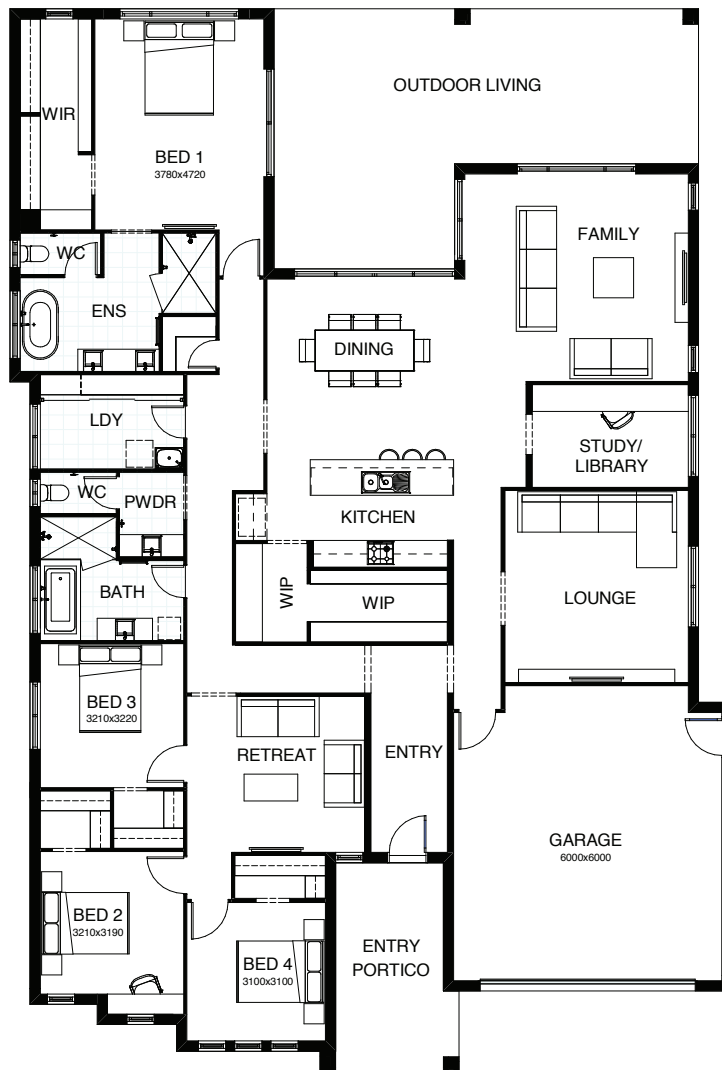 OUTDOOR LIVING
WIR
BED 1
3780x4720
FAMILY
WC
ENS
DINING
LDY
STUDY/
LIBRARY
WC
PWDR
KITCHEN
BATH
WIP
WIP
LOUNGE
BED 3
3210x3220
RETREAT
ENTRY
GARAGE
6000x6000
BED 2
3210x3190
ENTRY
PORTICO
BED 4
3100x3100